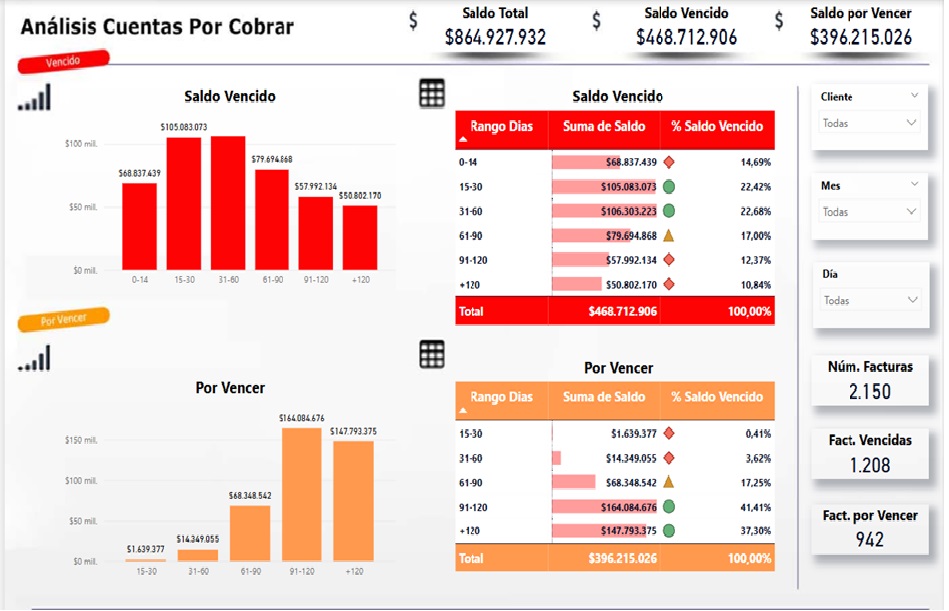 Análisis Cuentas Por Cobrar
$ Saldo Total
$864.927.932
$ Saldo Vencido
$468.712.906
$ Saldo por Vencer
$396.215.026
Vencido
Saldo Vencido
$100 mill.
$50 mill.
$0 mill.
$68.837.439
$105.083.073
$79.694.868
$57.992.134
$50.802.170
0-14 15-30 31-60 61-90 91-120 +120
Saldo Vencido
Rango Dias Suma de Saldo % Saldo Vencido
0-14 $68.837.439 14,69%
15-30 $105.083.073 22,42%
31-60 $106.303.223 22,68%
61-90 $79.694.868 17,00%
91-120 $57.992.134 12,37%
+120 $50.802.170 10,84%
Total $468.712.906 100,00%
Por Vencer
Por Vencer
$150 mill.
$100 mill.
$50 mill.
$0 mill.
$1.639.377
$14.349.055
$68.348.542
$164.084.676
$147.793.375
15-30 31-60 61-90 91-120 +120
Por Vencer
Rango Dias Suma de Saldo % Saldo Vencido
15-30 $1.639.377 0,41%
31-60 $14.349.055 3,62%
61-90 $68.348.542 17,25%
91-120 $164.084.676 41,41%
+120 $147.793.375 37,30%
Total $396.215.026 100,00%
Cliente
Todas
Mes
Todas
Día
Todas
Núm. Facturas
2.150
Fact. Vencidas
1.208
Fact. por Vencer
942